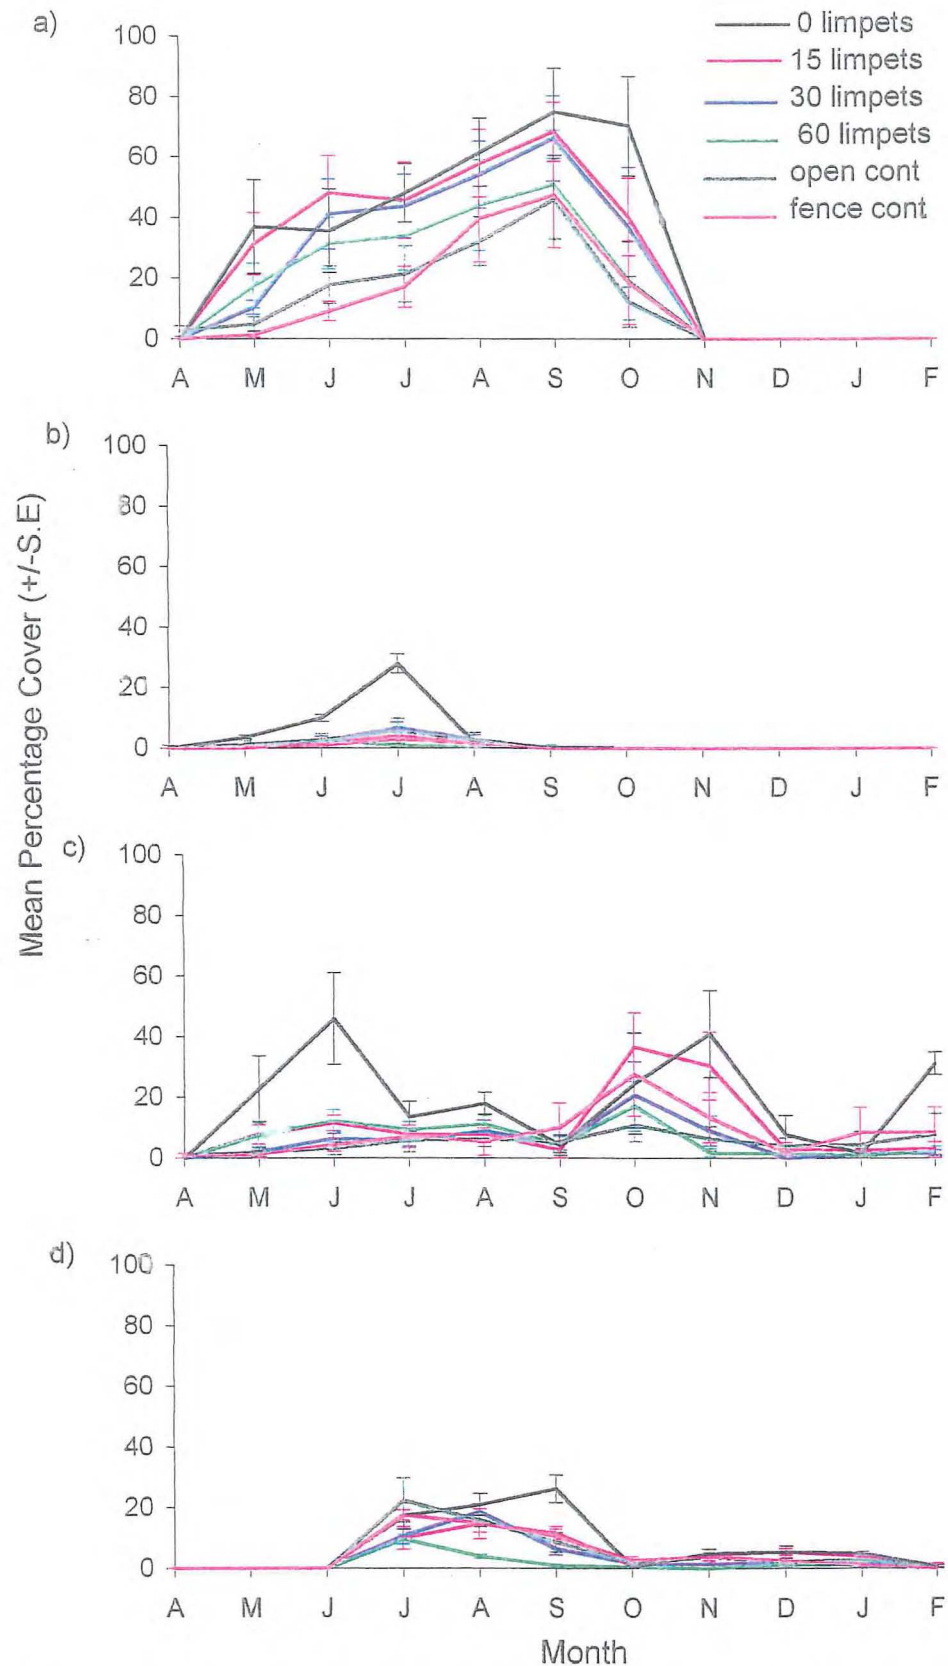 a)
0 limpets
15 limpets
30 limpets
60 limpets
open cont
fence cont
100
80
60
40
20
0
A M J J A S O N D J F
b)
100
80
60
40
20
0
A M J J A S O N D J F
Mean Percentage Cover (+/-S.E)
c)
100
80
60
40
20
0
A M J J A S O N D J F
d)
100
80
60
40
20
0
A M J J A S O N D J F
Month